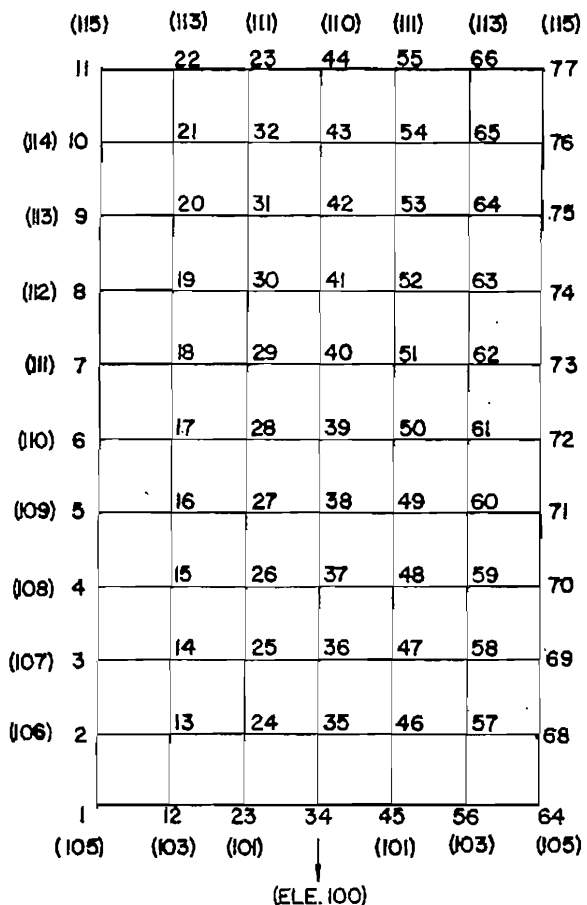 (115) (113) (111) (110) (111) (113) (115)
11 22 23 44 55 66 77
(114) 10 21 32 43 54 65 76
(113) 9 20 31 42 53 64 75
(112) 8 19 30 41 52 63 74
(111) 7 18 29 40 51 62 73
(110) 6 17 28 39 50 61 72
(109) 5 16 27 38 49 60 71
(108) 4 15 26 37 48 59 70
(107) 3 14 25 36 47 58 69
(106) 2 13 24 35 46 57 68
1 12 23 34 45 56 64
(105) (103) (101) (101) (103) (105)
(ELE. 100)